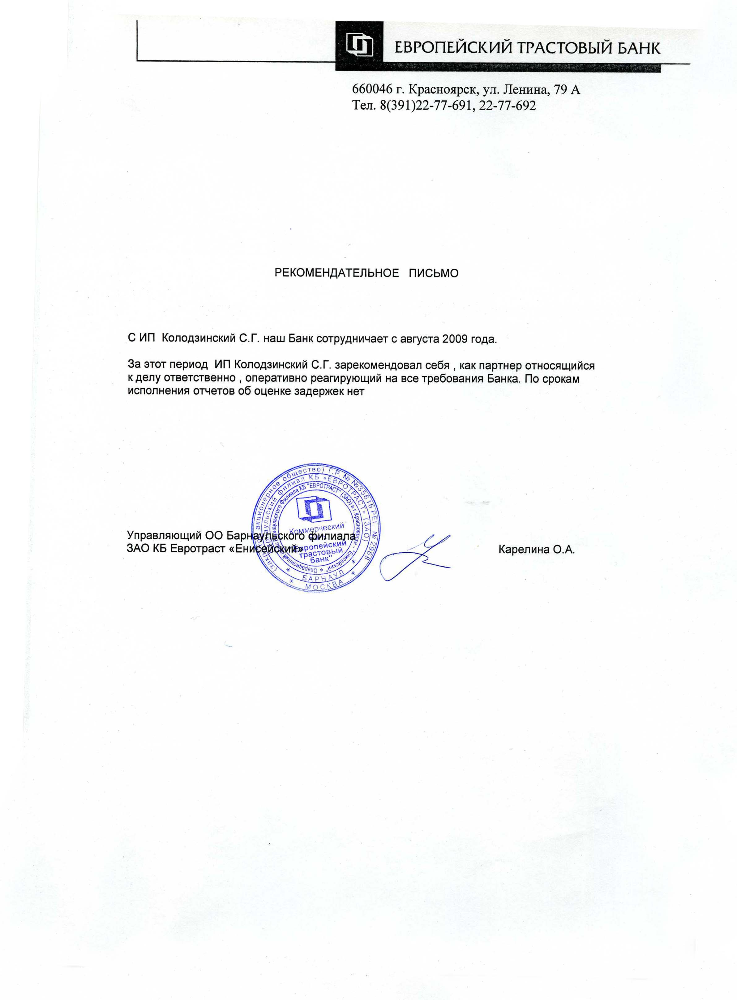 ЕВРОПЕЙСКИЙ ТРАСТОВЫЙ БАНК
660046 г. Красноярск, ул. Ленина, 79 А
Тел. 8(391)22-77-691, 22-77-692
РЕКОМЕНДАТЕЛЬНОЕ ПИСЬМО
С ИП Колодзинский С.Г. наш Банк сотрудничает с августа 2009 года.
За этот период ИП Колодзинский С.Г. зарекомендовал себя , как партнер относящийся
к делу ответственно , оперативно реагирующий на все требования Банка. По срокам
исполнения отчетов об оценке задержек нет
Управляющий ОО Барнаульского филиала
ЗАО КБ Евротраст «Енисейский»
Карелина О.А.
(закрытое акционерное общество) Г.Р. № №35616 РЕГ. № 2968
* МОСКВА *
Барнаульский филиал КБ «ЕВРОТРАСТ» (ЗАО)
* БАРНАУЛ *
Операционный офис Барнаульского Филиала КБ "ЕВРОТРАСТ" (ЗАО) в г.Красноярске - "Енисейский" *
Коммерческий
банк
"Европейский
трастовый
банк"